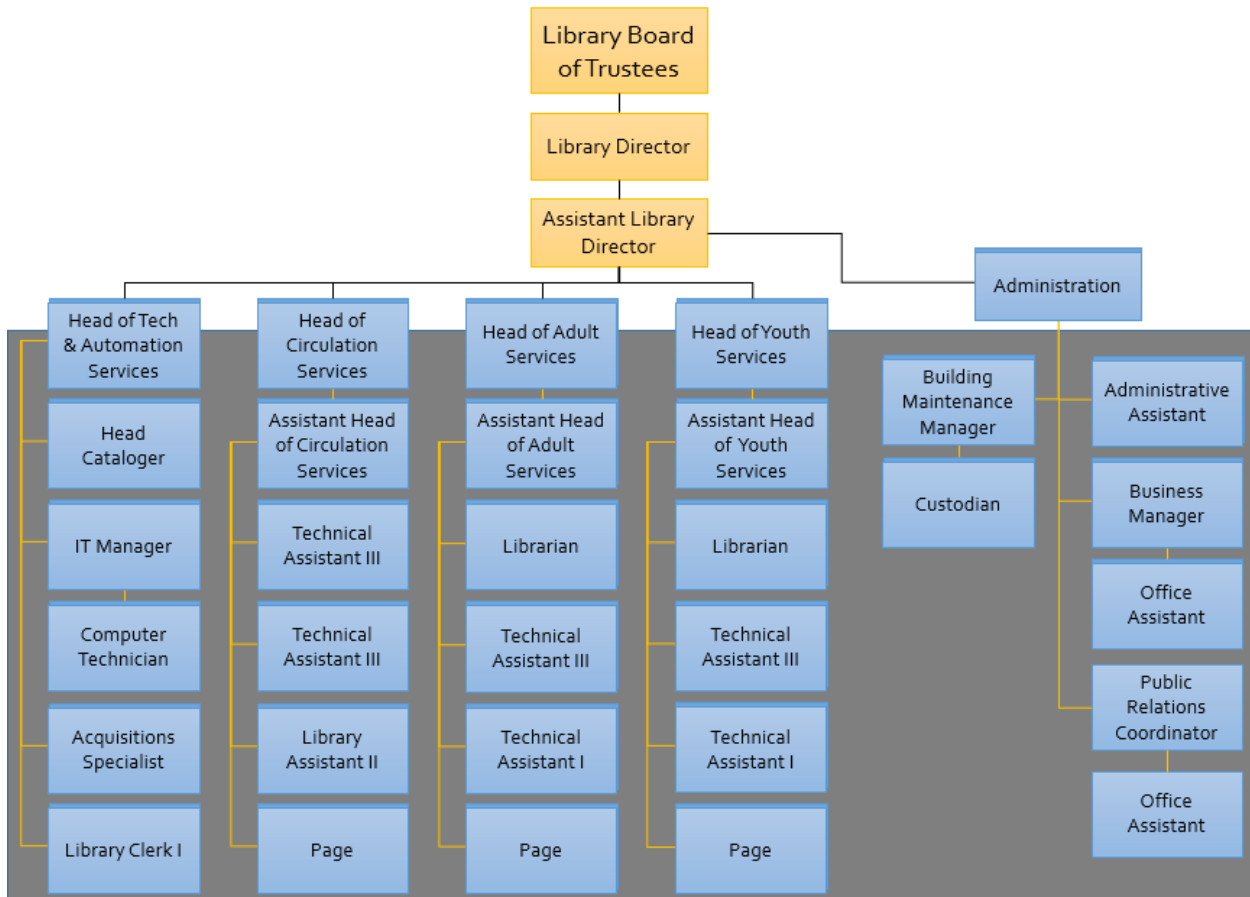 Library Board
of Trustees
Library Director
Assistant Library
Director
Administration
Head of Tech
& Automation
Services
Head
Cataloger
IT Manager
Computer
Technician
Acquisitions
Specialist
Library Clerk I
Head of
Circulation
Services
Assistant Head
of Circulation
Services
Technical
Assistant III
Technical
Assistant III
Library
Assistant II
Page
Head of Adult
Services
Assistant Head
of Adult
Services
Librarian
Technical
Assistant III
Technical
Assistant I
Page
Head of Youth
Services
Assistant Head
of Youth
Services
Librarian
Technical
Assistant III
Technical
Assistant I
Page
Building
Maintenance
Manager
Custodian
Administrative
Assistant
Business
Manager
Office
Assistant
Public
Relations
Coordinator
Office
Assistant